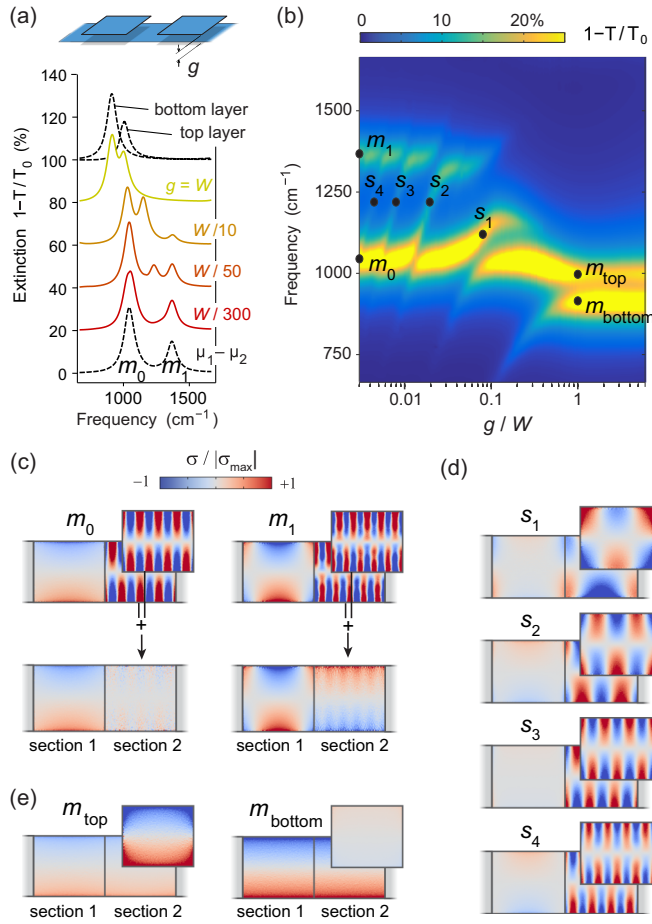 (a)
g
140
120
100
80
60
40
20
0
Extinction 1–T/T0 (%)
bottom layer
top layer
g = W
W/10
W/50
W/300
μ1 – μ2
m0
m1
1000
1500
Frequency (cm−1)
(b)
0
10
20%
1–T/T0
1500
1250
1000
750
Frequency (cm−1)
m1
s4
s3
s2
s1
m0
mtop
mbottom
0.01
0.1
1
g / W
(c)
σ / |σmax|
−1
+1
m0
m1
+
+
section 1
section 2
section 1
section 2
(d)
s1
s2
s3
s4
(e)
mtop
mbottom
section 1
section 2
section 1
section 2